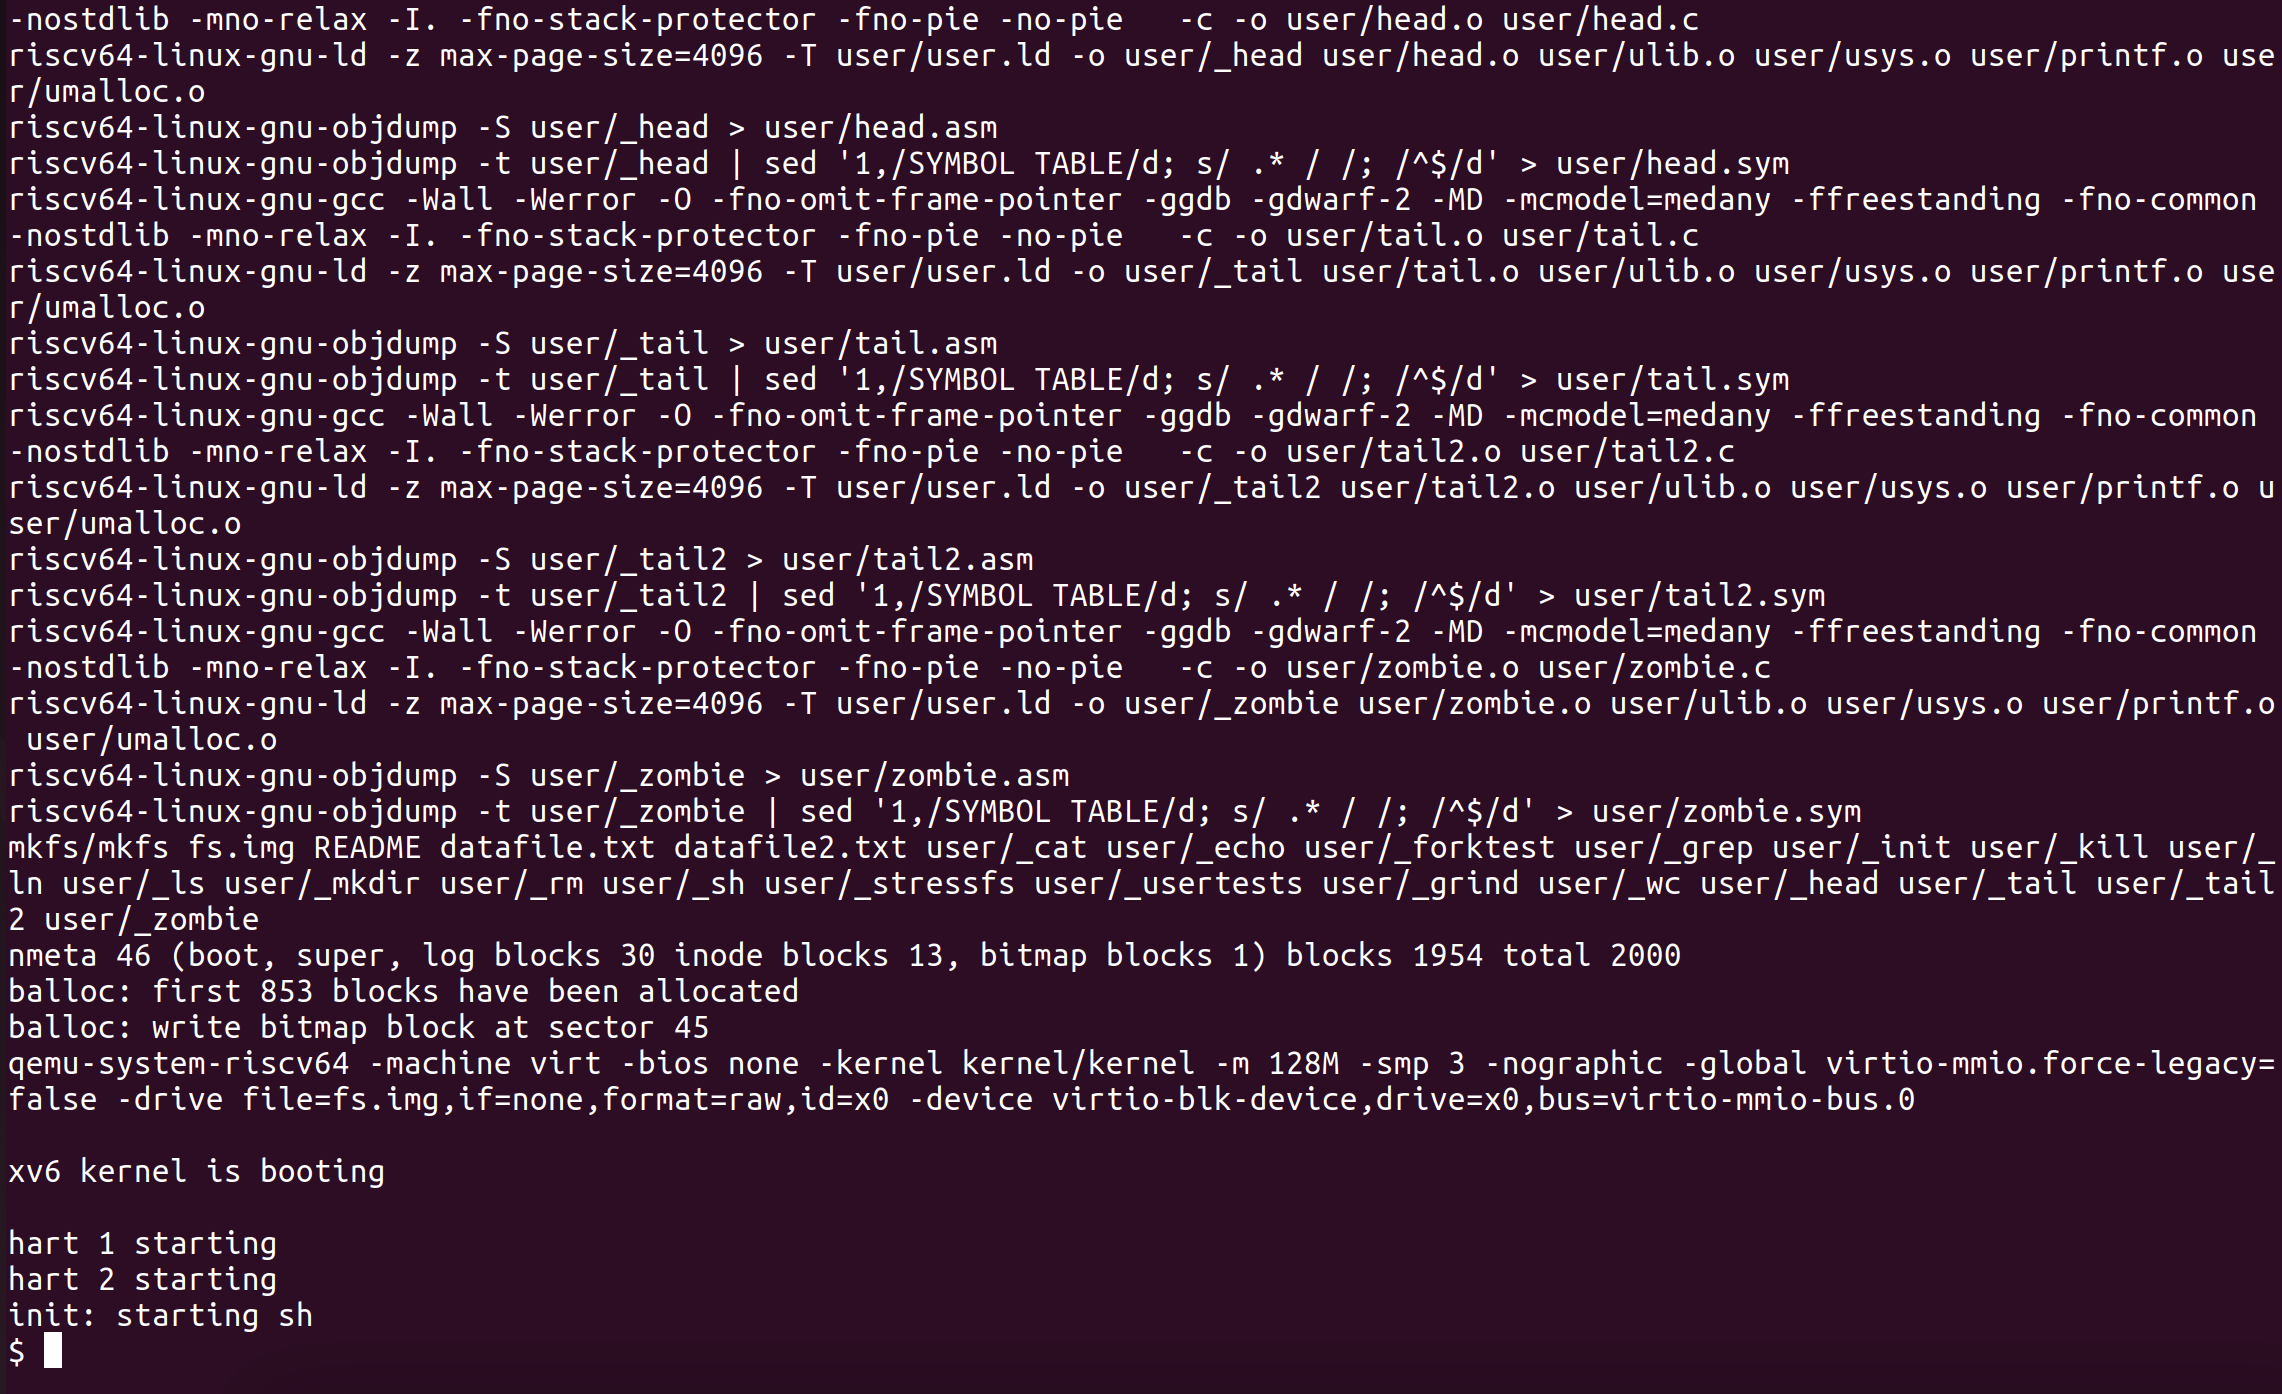 -nostdlib -mno-relax -I. -fno-stack-protector -fno-pie -no-pie   -c -o user/head.o user/head.c
riscv64-linux-gnu-ld -z max-page-size=4096 -T user/user.ld -o user/_head user/head.o user/ulib.o user/usys.o user/printf.o use
r/umalloc.o
riscv64-linux-gnu-objdump -S user/_head > user/head.asm
riscv64-linux-gnu-objdump -t user/_head | sed '1,/SYMBOL TABLE/d; s/ .* / /; /^$/d' > user/head.sym
riscv64-linux-gnu-gcc -Wall -Werror -O -fno-omit-frame-pointer -ggdb -gdwarf-2 -MD -mcmodel=medany -ffreestanding -fno-common
-nostdlib -mno-relax -I. -fno-stack-protector -fno-pie -no-pie   -c -o user/tail.o user/tail.c
riscv64-linux-gnu-ld -z max-page-size=4096 -T user/user.ld -o user/_tail user/tail.o user/ulib.o user/usys.o user/printf.o use
r/umalloc.o
riscv64-linux-gnu-objdump -S user/_tail > user/tail.asm
riscv64-linux-gnu-objdump -t user/_tail | sed '1,/SYMBOL TABLE/d; s/ .* / /; /^$/d' > user/tail.sym
riscv64-linux-gnu-gcc -Wall -Werror -O -fno-omit-frame-pointer -ggdb -gdwarf-2 -MD -mcmodel=medany -ffreestanding -fno-common
-nostdlib -mno-relax -I. -fno-stack-protector -fno-pie -no-pie   -c -o user/tail2.o user/tail2.c
riscv64-linux-gnu-ld -z max-page-size=4096 -T user/user.ld -o user/_tail2 user/tail2.o user/ulib.o user/usys.o user/printf.o u
ser/umalloc.o
riscv64-linux-gnu-objdump -S user/_tail2 > user/tail2.asm
riscv64-linux-gnu-objdump -t user/_tail2 | sed '1,/SYMBOL TABLE/d; s/ .* / /; /^$/d' > user/tail2.sym
riscv64-linux-gnu-gcc -Wall -Werror -O -fno-omit-frame-pointer -ggdb -gdwarf-2 -MD -mcmodel=medany -ffreestanding -fno-common
-nostdlib -mno-relax -I. -fno-stack-protector -fno-pie -no-pie   -c -o user/zombie.o user/zombie.c
riscv64-linux-gnu-ld -z max-page-size=4096 -T user/user.ld -o user/_zombie user/zombie.o user/ulib.o user/usys.o user/printf.o
 user/umalloc.o
riscv64-linux-gnu-objdump -S user/_zombie > user/zombie.asm
riscv64-linux-gnu-objdump -t user/_zombie | sed '1,/SYMBOL TABLE/d; s/ .* / /; /^$/d' > user/zombie.sym
mkfs/mkfs fs.img README datafile.txt datafile2.txt user/_cat user/_echo user/_forktest user/_grep user/_init user/_kill user/_
ln user/_ls user/_mkdir user/_rm user/_sh user/_stressfs user/_usertests user/_grind user/_wc user/_head user/_tail user/_tail
2 user/_zombie
nmeta 46 (boot, super, log blocks 30 inode blocks 13, bitmap blocks 1) blocks 1954 total 2000
balloc: first 853 blocks have been allocated
balloc: write bitmap block at sector 45
qemu-system-riscv64 -machine virt -bios none -kernel kernel/kernel -m 128M -smp 3 -nographic -global virtio-mmio.force-legacy=
false -drive file=fs.img,if=none,format=raw,id=x0 -device virtio-blk-device,drive=x0,bus=virtio-mmio-bus.0

xv6 kernel is booting

hart 1 starting
hart 2 starting
init: starting sh
$